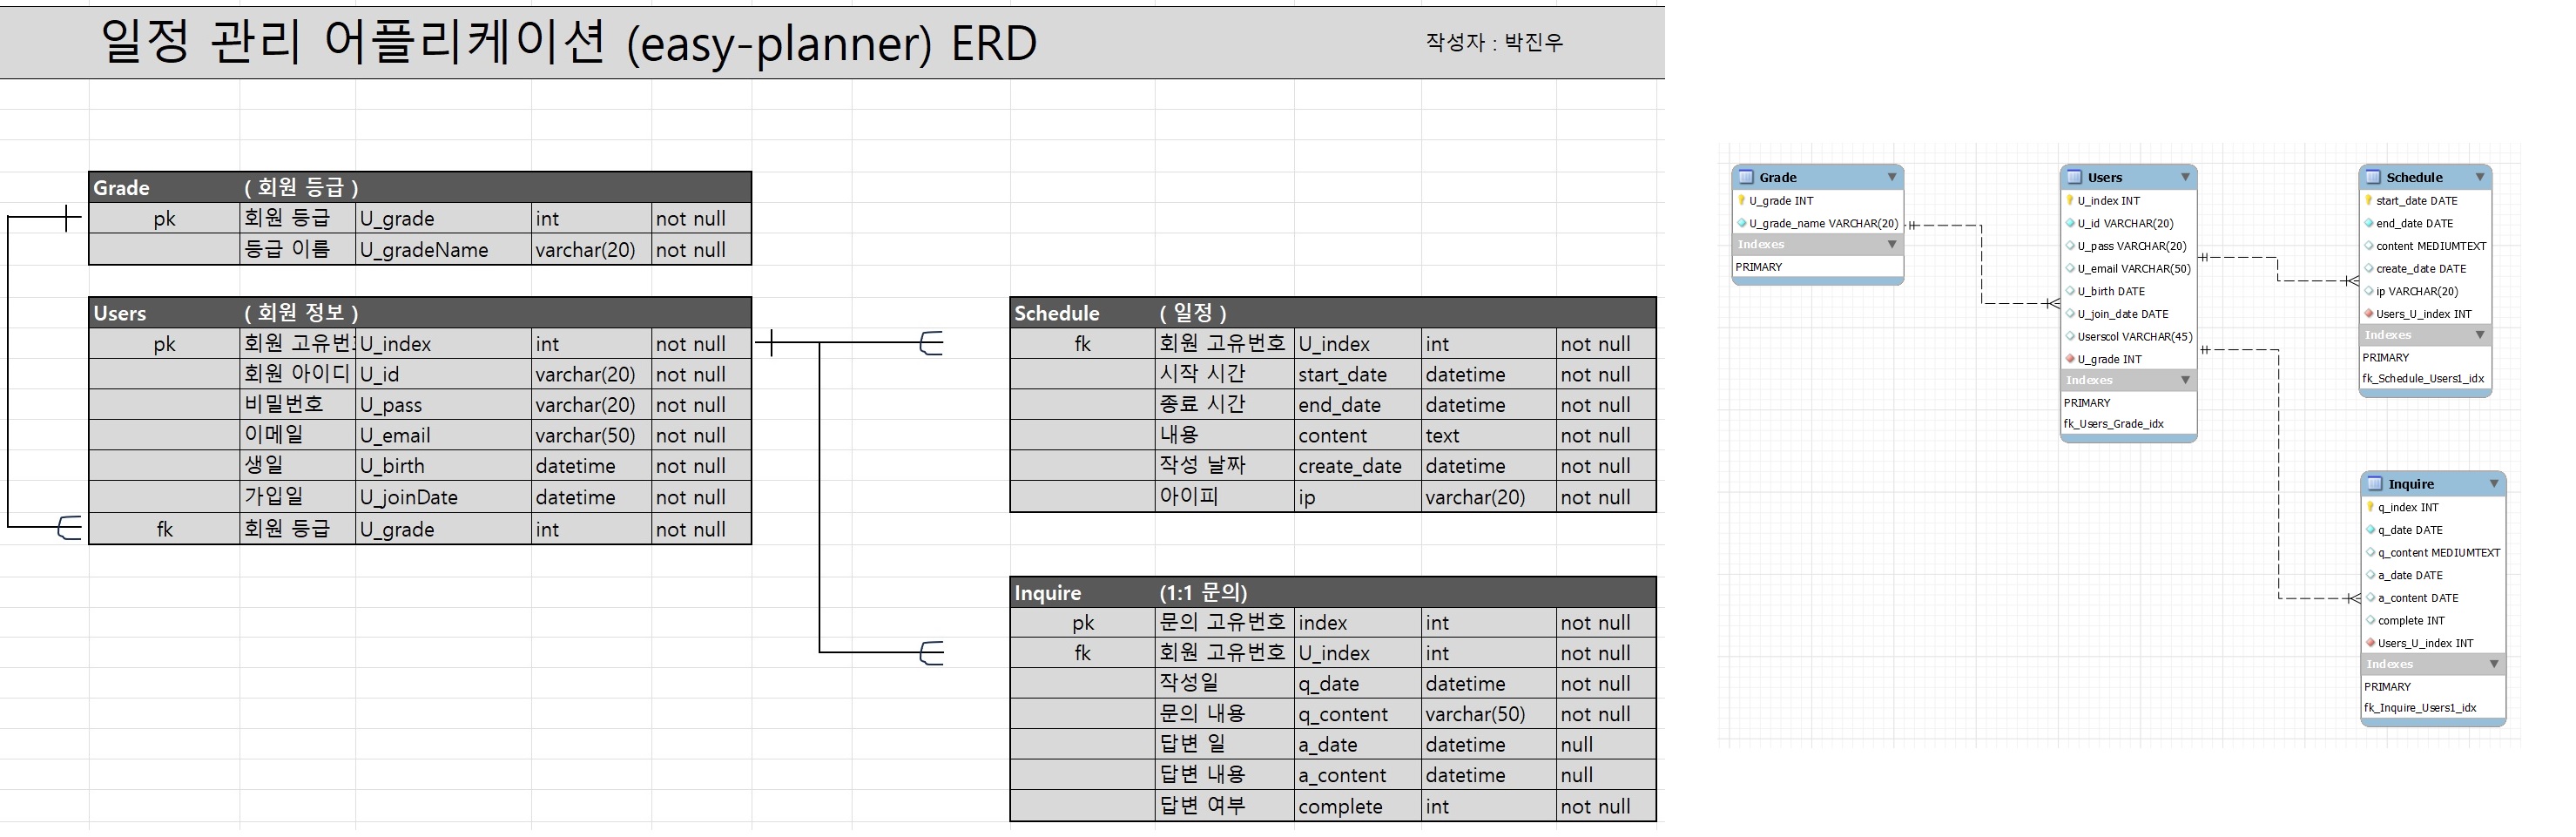 일정 관리 어플리케이션 (easy-planner) ERD 작성자 : 박진우
Grade ( 회원 등급 )
pk 회원 등급 U_grade int not null
등급 이름 U_gradeName varchar(20) not null
Users ( 회원 정보 )
pk 회원 고유번 U_index int not null
회원 아이디 U_id varchar(20) not null
비밀번호 U_pass varchar(20) not null
이메일 U_email varchar(50) not null
생일 U_birth datetime not null
가입일 U_joinDate datetime not null
fk 회원 등급 U_grade int not null
Schedule ( 일정 )
fk 회원 고유번호 U_index int not null
시작 시간 start_date datetime not null
종료 시간 end_date datetime not null
내용 content text not null
작성 날짜 create_date datetime not null
아이피 ip varchar(20) not null
Inquire (1:1 문의)
pk 문의 고유번호 index int not null
fk 회원 고유번호 U_index int not null
작성일 q_date datetime not null
문의 내용 q_content varchar(50) not null
답변 일 a_date datetime null
답변 내용 a_content datetime null
답변 여부 complete int not null
Grade
U_grade INT
U_grade_name VARCHAR(20)
Indexes
PRIMARY
Users
U_index INT
U_id VARCHAR(20)
U_pass VARCHAR(20)
U_email VARCHAR(50)
U_birth DATE
U_join_date DATE
Userscol VARCHAR(45)
U_grade INT
Indexes
PRIMARY
fk_Users_Grade_idx
Schedule
start_date DATE
end_date DATE
content MEDIUMTEXT
create_date DATE
ip VARCHAR(20)
Users_U_index INT
Indexes
PRIMARY
fk_Schedule_Users1_idx
Inquire
q_index INT
q_date DATE
q_content MEDIUMTEXT
a_date DATE
a_content DATE
complete INT
Users_U_index INT
Indexes
PRIMARY
fk_Inquire_Users1_idx